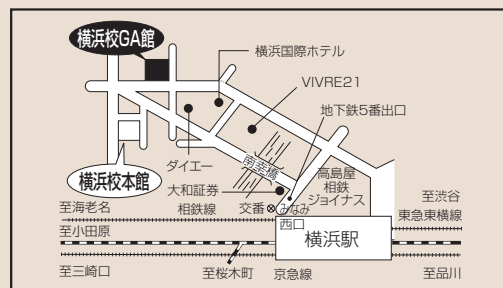 横浜校GA館
横浜国際ホテル
VIVRE21
地下鉄5番出口
南幸橋
ダイエー
横浜校本館
大和証券
高島屋
相鉄
ジョイナス
至海老名
相鉄線
交番
みなみ
西口
至渋谷
東急東横線
至小田原
横浜駅
至三崎口
至桜木町
京急線
至品川